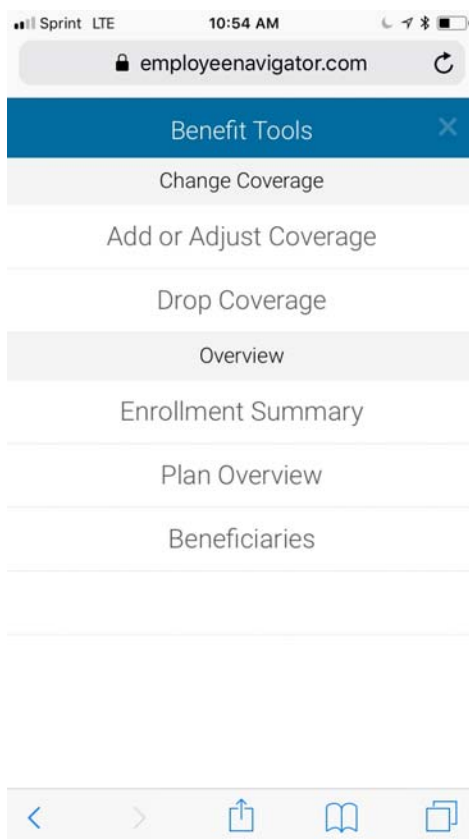 Sprint LTE 10:54 AM
employeenavigator.com
Benefit Tools
Change Coverage
Add or Adjust Coverage
Drop Coverage
Overview
Enrollment Summary
Plan Overview
Beneficiaries